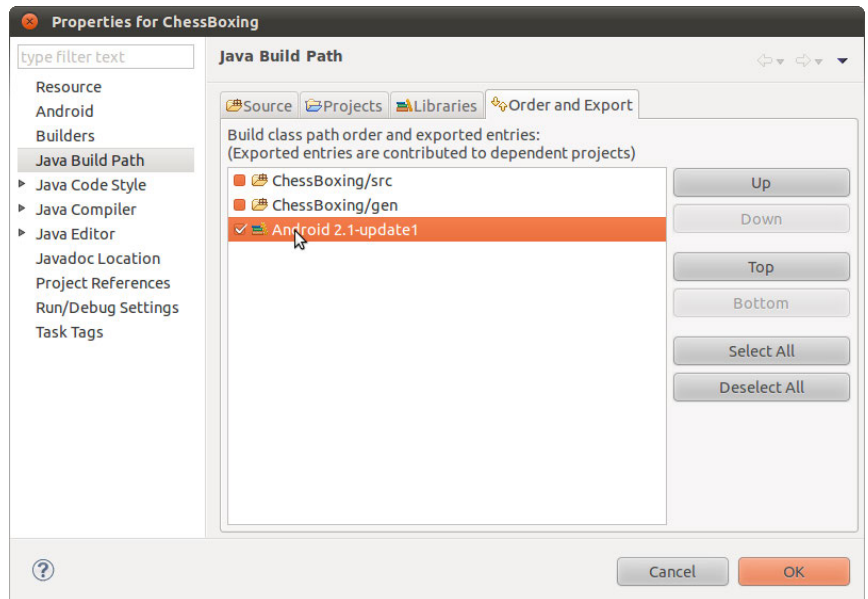 Properties for ChessBoxing
type filter text
Resource
Android
Builders
Java Build Path
Java Code Style
Java Compiler
Java Editor
Javadoc Location
Project References
Run/Debug Settings
Task Tags
Java Build Path
Source Projects Libraries Order and Export
Build class path order and exported entries:
(Exported entries are contributed to dependent projects)
ChessBoxing/src
ChessBoxing/gen
Android 2.1-update1
Up
Down
Top
Bottom
Select All
Deselect All
Cancel OK